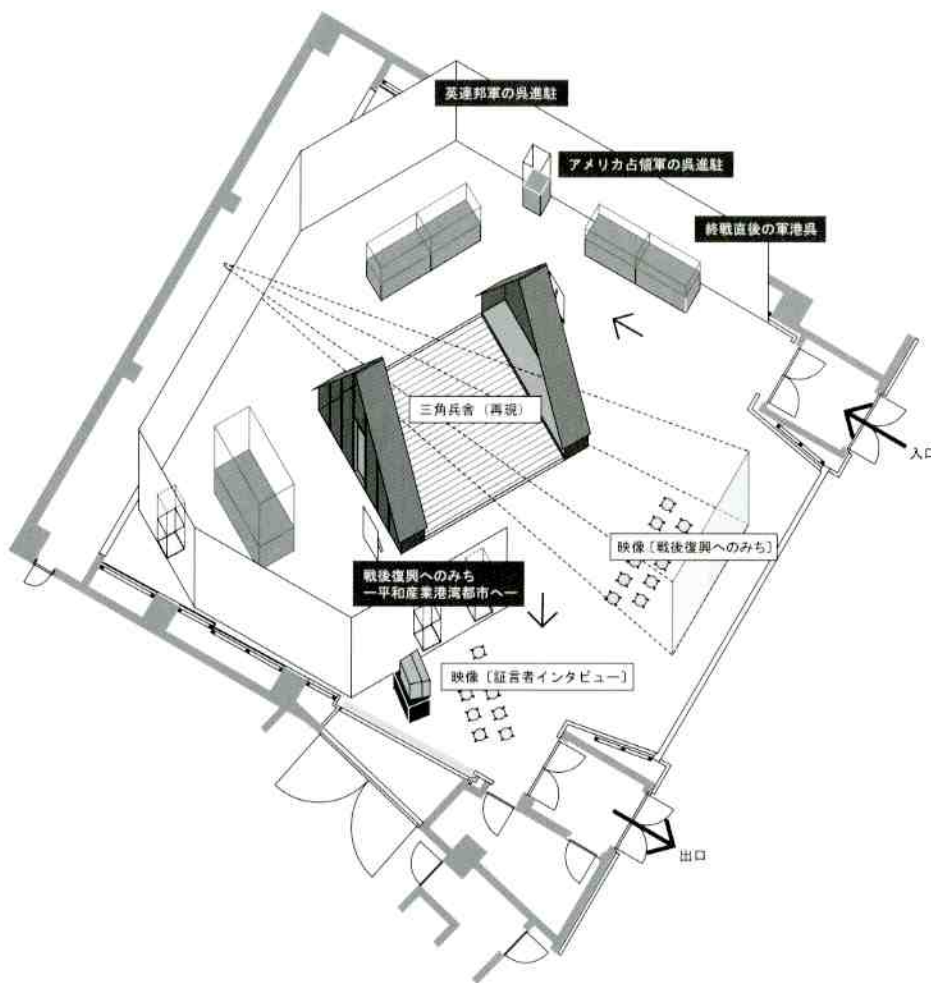 英連邦軍の呉進駐
アメリカ占領軍の呉進駐
終戦直後の軍港呉
三角兵舎（再現）
入口
映像［戦後復興へのみち］
戦後復興へのみち
ー平和産業港湾都市へー
映像［証言者インタビュー］
出口